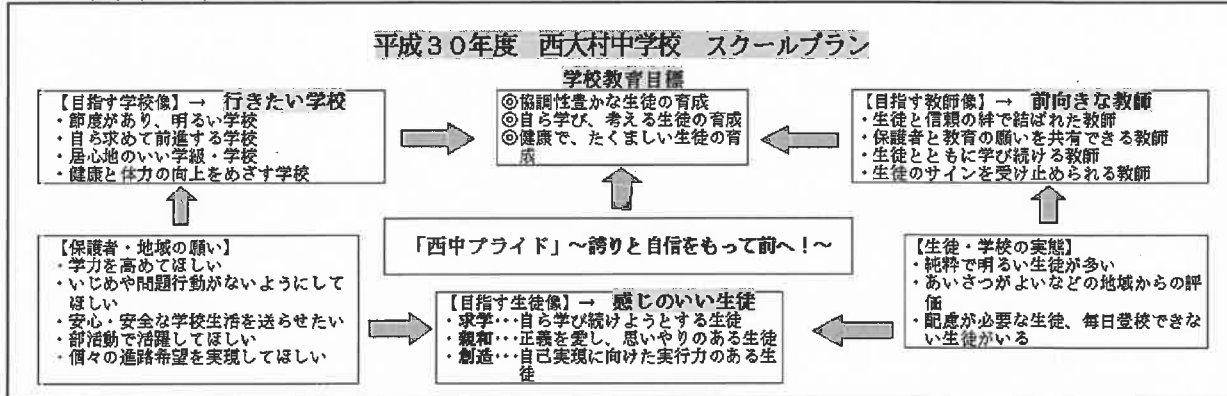 平成30年度 西大村中学校 スクールプラン
学校教育目標
◎協調性豊かな生徒の育成
◎自ら学び、考える生徒の育成
◎健康で、たくましい生徒の育
成
【目指す学校像】→ 行きたい学校
・節度があり、明るい学校
・自ら求めて前進する学校
・居心地のいい学級・学校
・健康と体力の向上をめざす学校
【目指す教師像】→ 前向きな教師
・生徒と信頼の絆で結ばれた教師
・保護者と教育の願いを共有できる教師
・生徒とともに学び続ける教師
・生徒のサインを受け止められる教師
「西中プライド」～誇りと自信をもって前へ！～
【保護者・地域の願い】
・学力を高めてほしい
・いじめや問題行動がないようにして
ほしい
・安心・安全な学校生活を送らせたい
・部活動で活躍してほしい
・個々の進路希望を実現してほしい
【目指す生徒像】→ 感じのいい生徒
・求学･･･自ら学び続けようとする生徒
・親和･･･正義を愛し、思いやりのある生徒
・創造･･･自己実現に向けた実行力のある生
徒
【生徒・学校の実態】
・純粋で明るい生徒が多い
・あいさつがよいなどの地域からの評
価
・配慮が必要な生徒、毎日登校できな
い生徒がいる